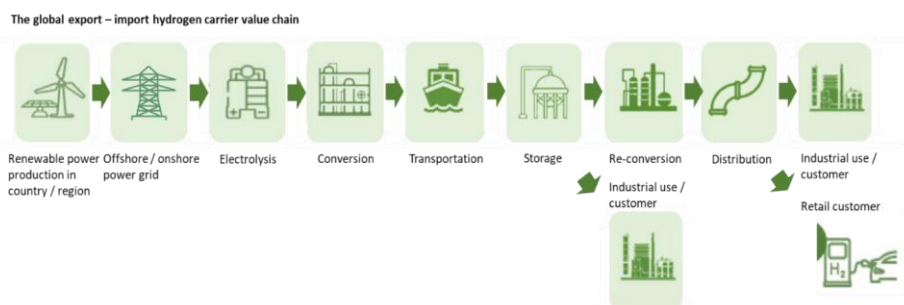 The global export – import hydrogen carrier value chain
Renewable power
production in
country / region
Offshore / onshore
power grid
Electrolysis
Conversion
Transportation
Storage
Re-conversion
Distribution
Industrial use /
customer
Industrial use /
customer
Retail customer
H2